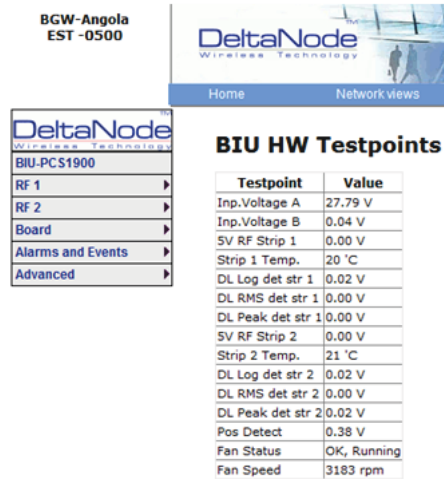 BGW-Angola
EST -0500
DeltaNode
Wireless Technology
Home Network views
DeltaNode
Wireless Technology
BIU-PCS1900
RF 1
RF 2
Board
Alarms and Events
Advanced
BIU HW Testpoints
Testpoint Value
Inp.Voltage A 27.79 V
Inp.Voltage B 0.04 V
5V RF Strip 1 0.00 V
Strip 1 Temp. 20 'C
DL Log det str 1 0.02 V
DL RMS det str 1 0.00 V
DL Peak det str 1 0.00 V
5V RF Strip 2 0.00 V
Strip 2 Temp. 21 'C
DL Log det str 2 0.02 V
DL RMS det str 2 0.00 V
DL Peak det str 2 0.02 V
Pos Detect 0.38 V
Fan Status OK, Running
Fan Speed 3183 rpm